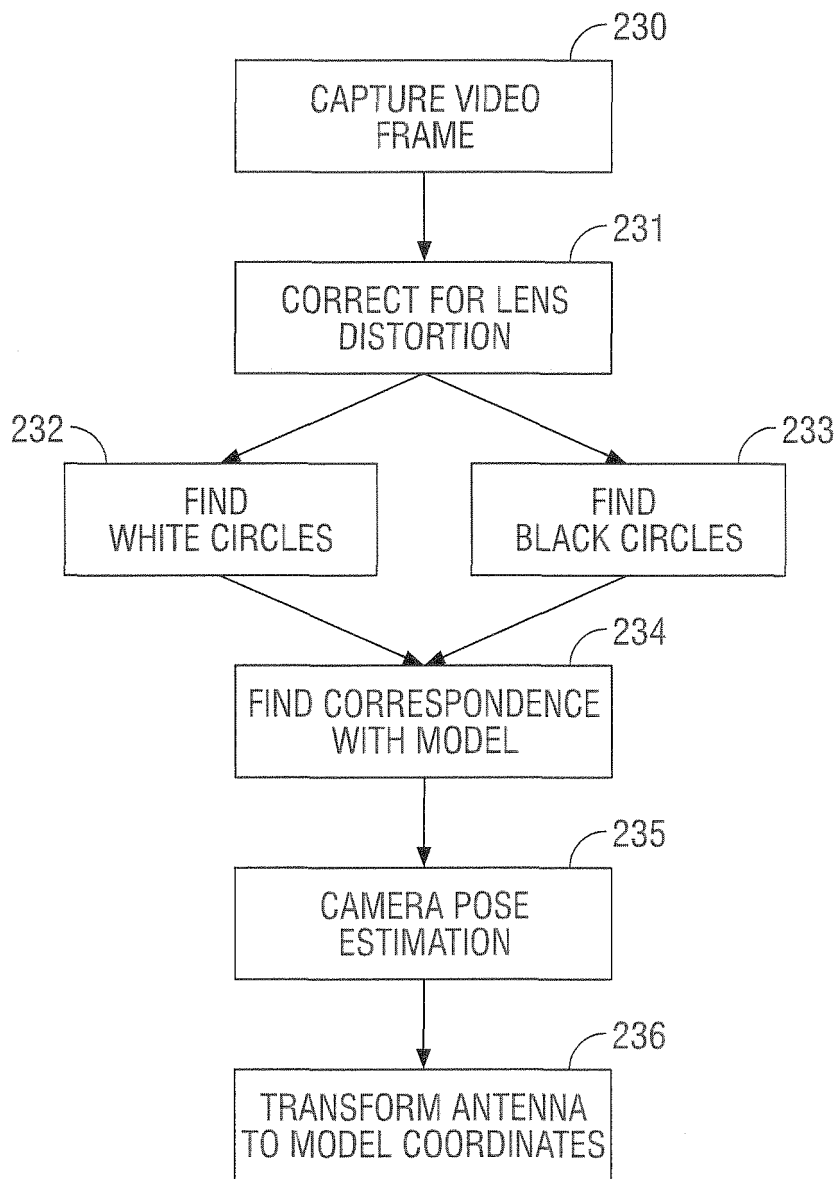 230
CAPTURE VIDEO
FRAME
231
CORRECT FOR LENS
DISTORTION
232
FIND
WHITE CIRCLES
233
FIND
BLACK CIRCLES
234
FIND CORRESPONDENCE
WITH MODEL
235
CAMERA POSE
ESTIMATION
236
TRANSFORM ANTENNA
TO MODEL COORDINATES